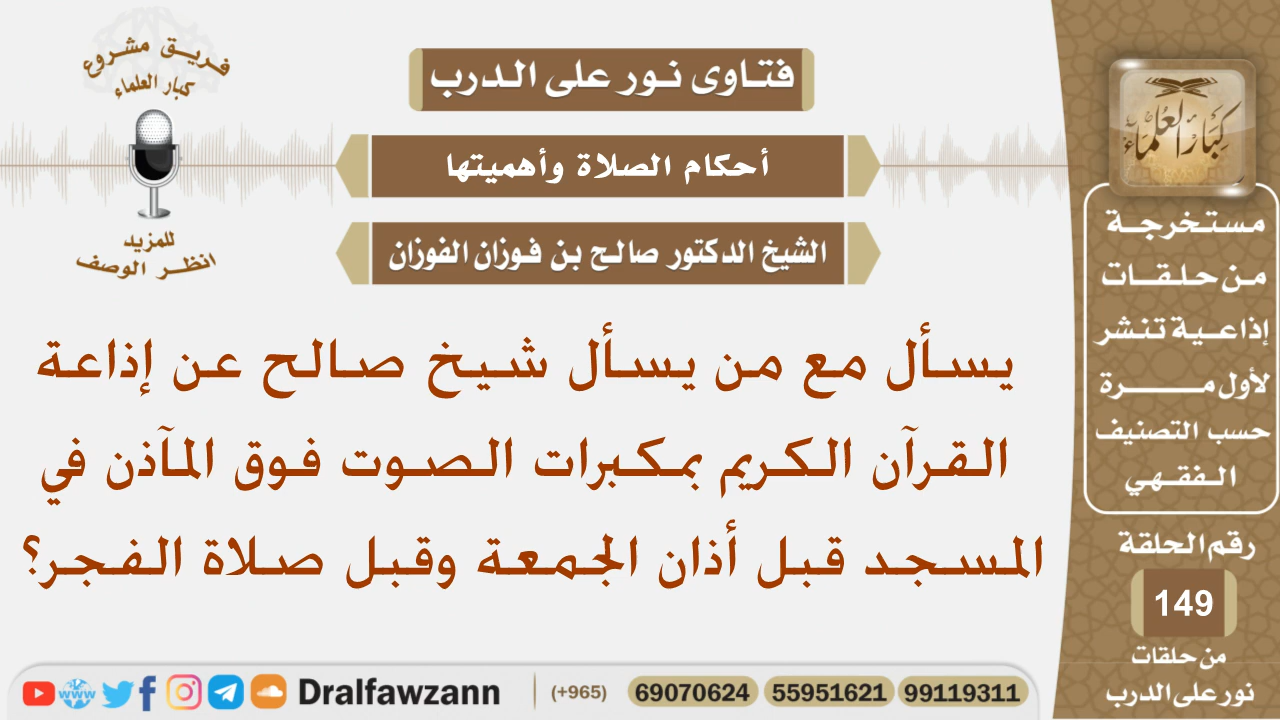 فريق مشروع
كبار العلماء
للمزيد
انظر الوصف
فتاوى نور على الدرب
أحكام الصلاة وأهميتها
الشيخ الدكتور صالح بن فوزان الفوزان
يسأل مع من يسأل شيخ صالح عن إذاعة
القرآن الكريم بمكبرات الصوت فوق المآذن في
المسجد قبل أذان الجمعة وقبل صلاة الفجر؟
كبار العلماء
مستخرجة
من حلقات
إذاعية تنشر
لأول مرة
حسب التصنيف
الفقهي
رقم الحلقة
149
من حلقات
نور على الدرب
Dralfawzann (+965) 69070624 55951621 99119311